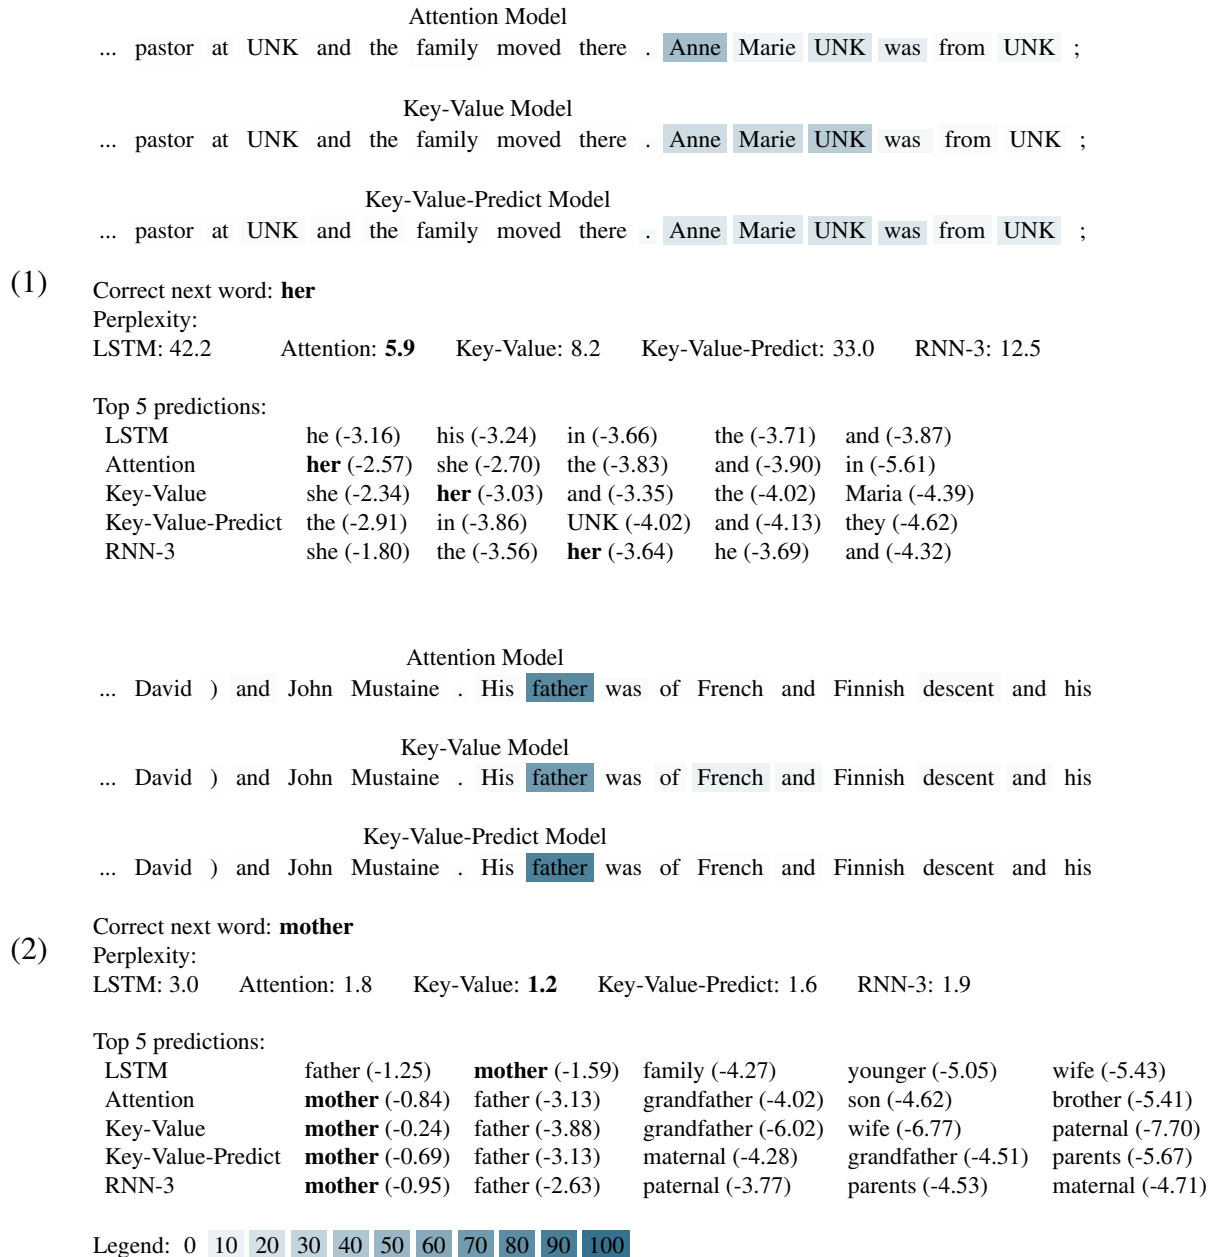 Attention Model
... pastor at UNK and the family moved there . Anne Marie UNK was from UNK ;
Key-Value Model
... pastor at UNK and the family moved there . Anne Marie UNK was from UNK ;
Key-Value-Predict Model
... pastor at UNK and the family moved there . Anne Marie UNK was from UNK ;
(1)
Correct next word: her
Perplexity:
LSTM: 42.2 Attention: 5.9 Key-Value: 8.2 Key-Value-Predict: 33.0 RNN-3: 12.5
Top 5 predictions:
LSTM he (-3.16) his (-3.24) in (-3.66) the (-3.71) and (-3.87)
Attention her (-2.57) she (-2.70) the (-3.83) and (-3.90) in (-5.61)
Key-Value she (-2.34) her (-3.03) and (-3.35) the (-4.02) Maria (-4.39)
Key-Value-Predict the (-2.91) in (-3.86) UNK (-4.02) and (-4.13) they (-4.62)
RNN-3 she (-1.80) the (-3.56) her (-3.64) he (-3.69) and (-4.32)
Attention Model
... David ) and John Mustaine . His father was of French and Finnish descent and his
Key-Value Model
... David ) and John Mustaine . His father was of French and Finnish descent and his
Key-Value-Predict Model
... David ) and John Mustaine . His father was of French and Finnish descent and his
Correct next word: mother
(2)
Perplexity:
LSTM: 3.0 Attention: 1.8 Key-Value: 1.2 Key-Value-Predict: 1.6 RNN-3: 1.9
Top 5 predictions:
LSTM father (-1.25) mother (-1.59) family (-4.27) younger (-5.05) wife (-5.43)
Attention mother (-0.84) father (-3.13) grandfather (-4.02) son (-4.62) brother (-5.41)
Key-Value mother (-0.24) father (-3.88) grandfather (-6.02) wife (-6.77) paternal (-7.70)
Key-Value-Predict mother (-0.69) father (-3.13) maternal (-4.28) grandfather (-4.51) parents (-5.67)
RNN-3 mother (-0.95) father (-2.63) paternal (-3.77) parents (-4.53) maternal (-4.71)
Legend: 0 10 20 30 40 50 60 70 80 90 100